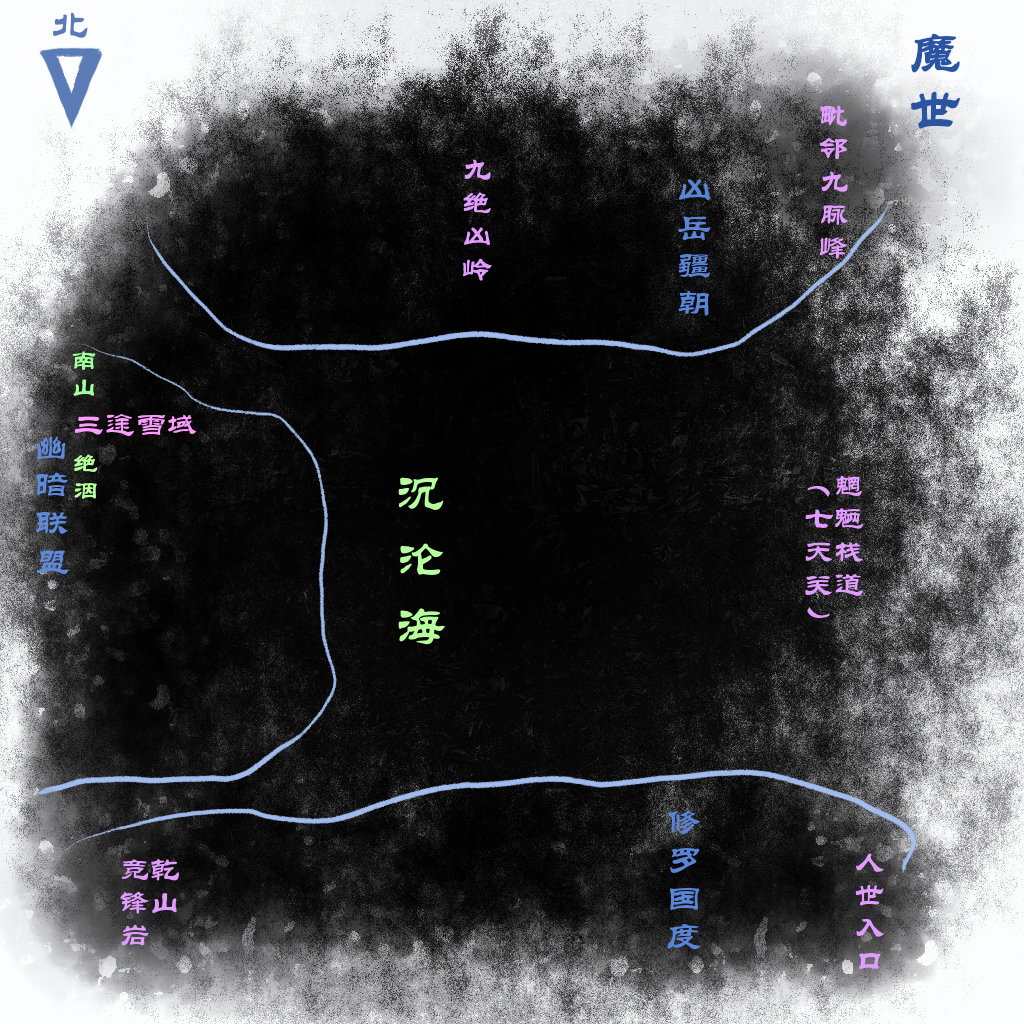 北
魔世
毗邻九脉峰
九绝凶岭
凶岳疆朝
南山
三途雪域
幽暗联盟
绝洇
沉沦海
魍魉栈道
（七天关）
修罗国度
乾山
竞锋岩
人世入口